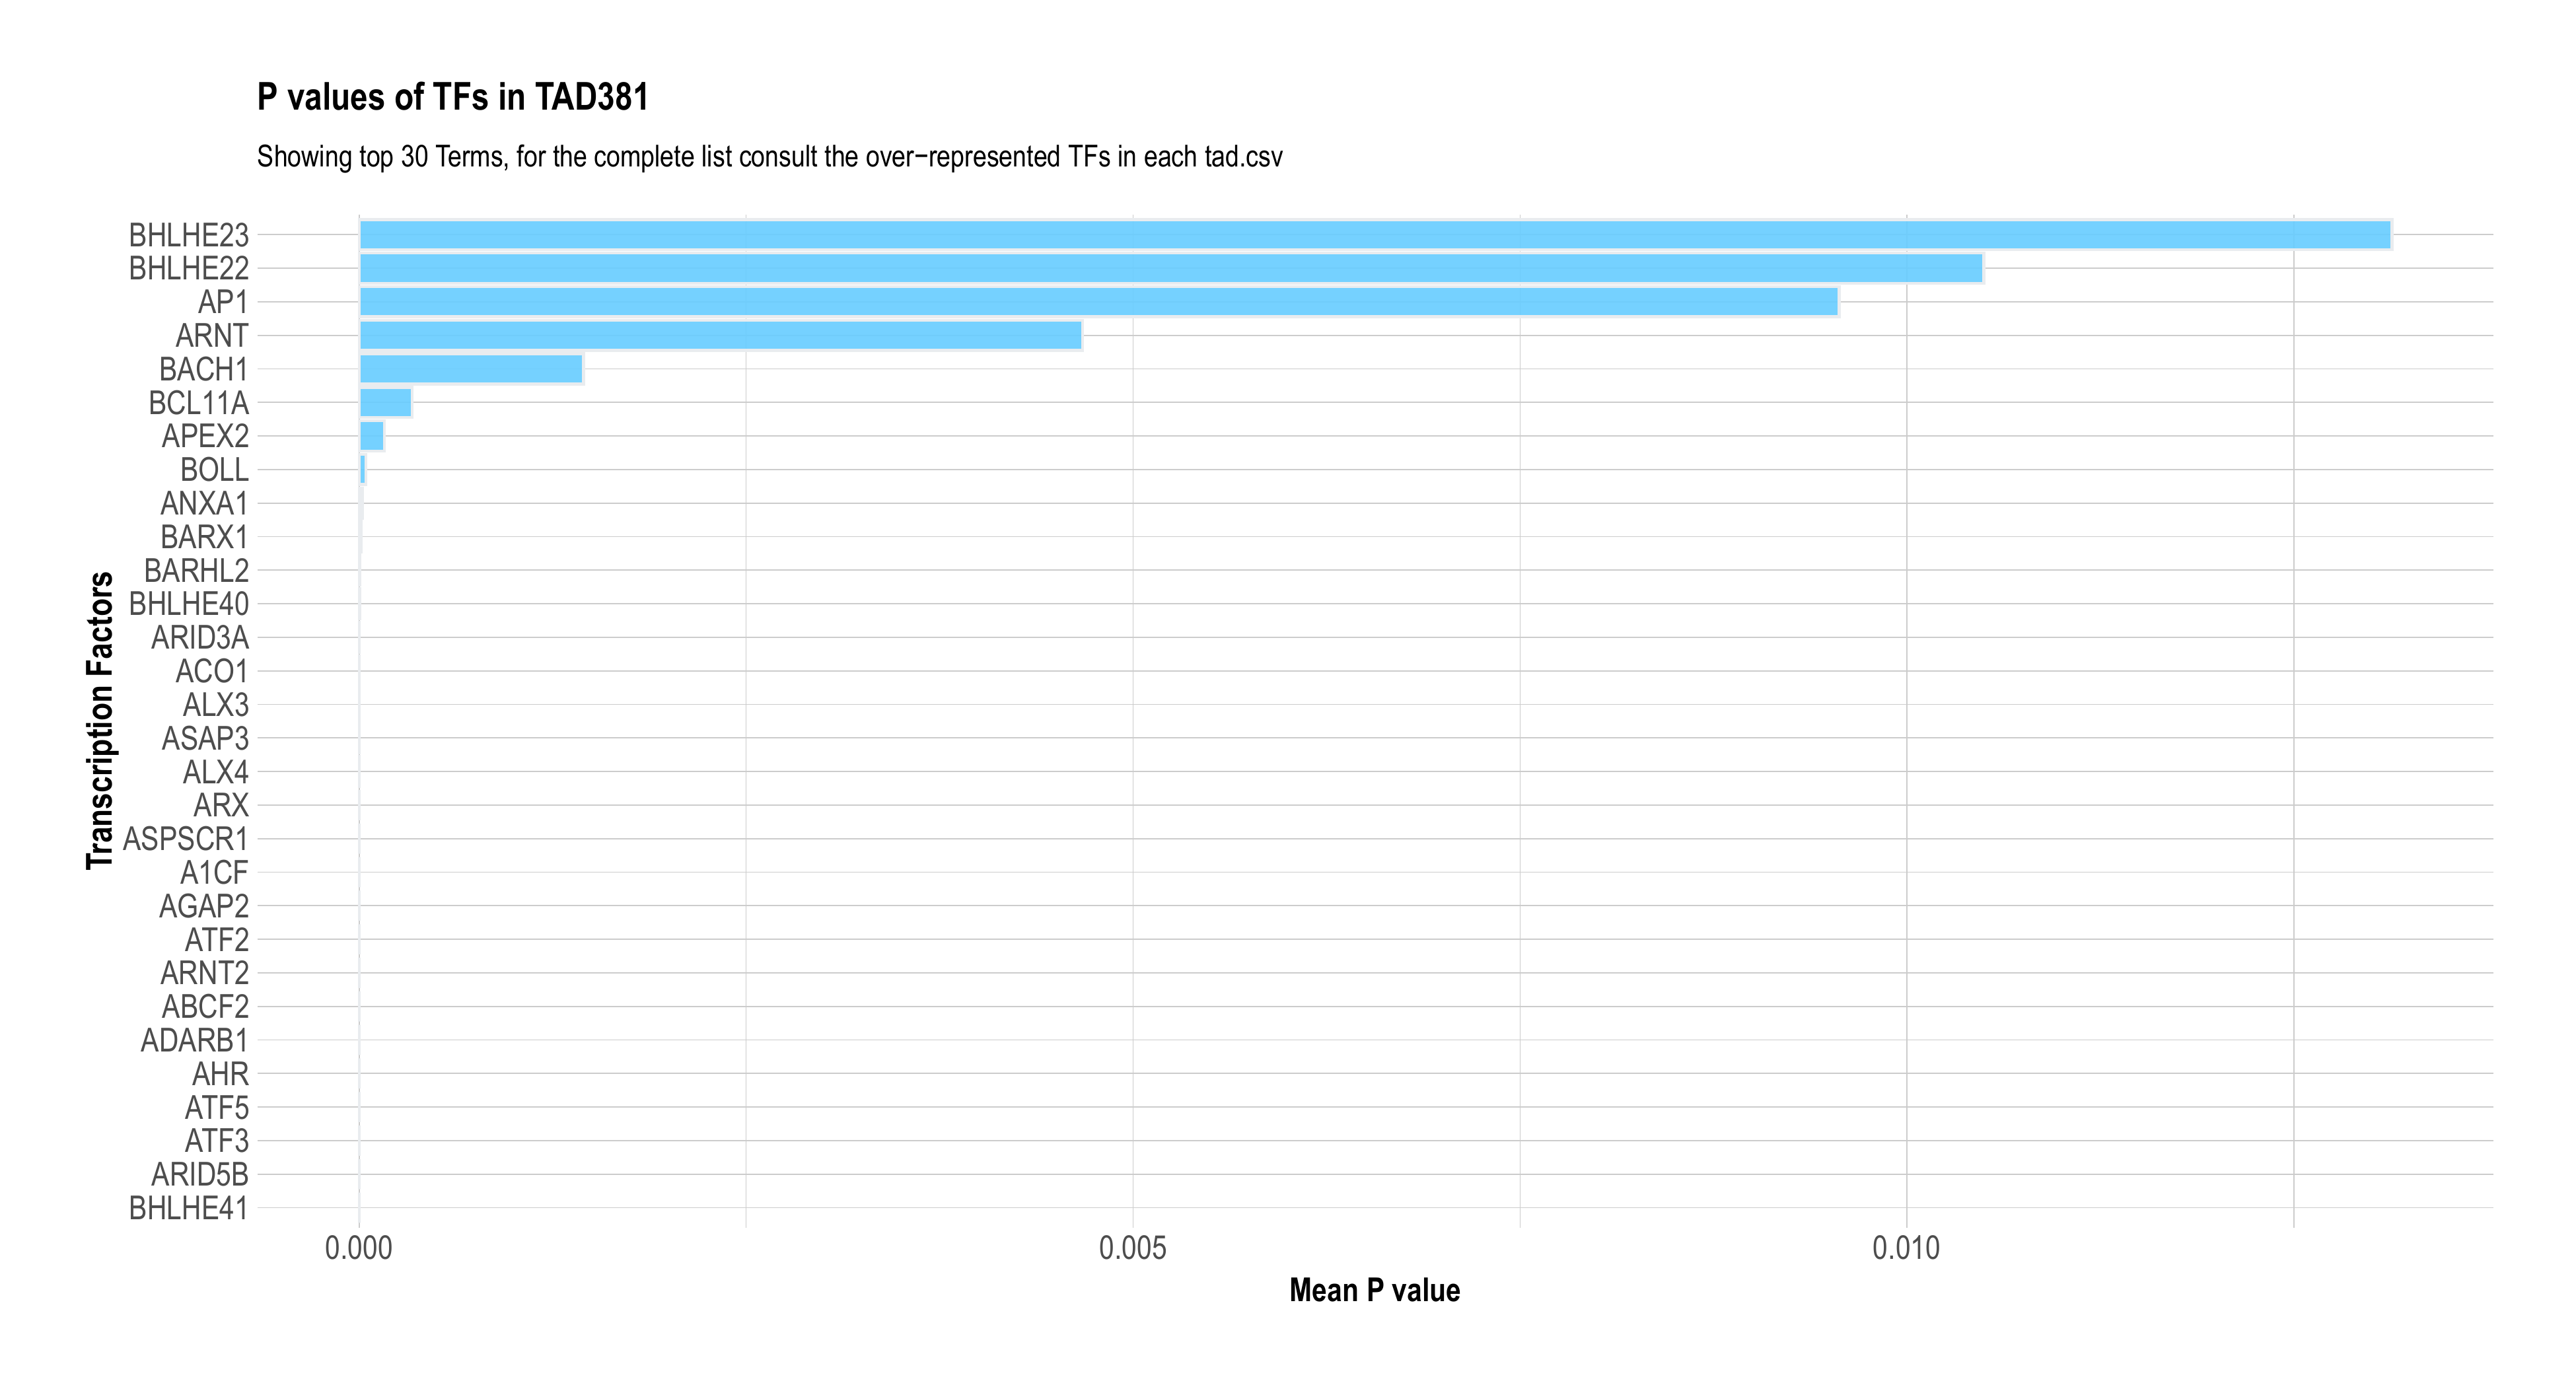 P values of TFs in TAD381
Showing top 30 Terms, for the complete list consult the over−represented TFs in each tad.csv
Transcription Factors
BHLHE23
BHLHE22
AP1
ARNT
BACH1
BCL11A
APEX2
BOLL
ANXA1
BARX1
BARHL2
BHLHE40
ARID3A
ACO1
ALX3
ASAP3
ALX4
ARX
ASPSCR1
A1CF
AGAP2
ATF2
ARNT2
ABCF2
ADARB1
AHR
ATF5
ATF3
ARID5B
BHLHE41
0.000 0.005 0.010
Mean P value